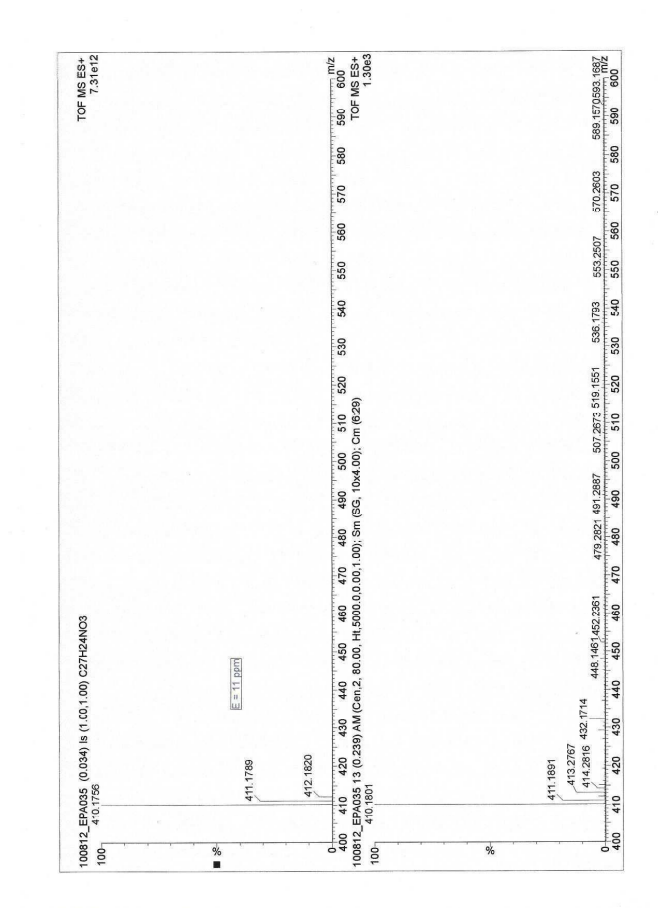 100812_EPA035 (0.034) Is (1.00,1.00) C27H24NO3
TOF MS ES+
7.31e12
410.1756
100
%
0
E = 11 ppm
411.1789
412.1820
400 410 420 430 440 450 460 470 480 490 500 510 520 530 540 550 560 570 580 590 600
m/z
100812_EPA035 13 (0.239) AM (Cen,2, 80.00, Ht,5000.0,0.00,1.00); Sm (SG, 10x4.00); Cm (6:29)
TOF MS ES+
1.30e3
410.1801
100
%
0
411.1891
413.2767
414.2816
432.1714
448.1461
452.2361
479.2821
491.2887
507.2673
519.1551
536.1793
553.2507
570.2603
589.1570
593.1687
400 410 420 430 440 450 460 470 480 490 500 510 520 530 540 550 560 570 580 590 600
m/z